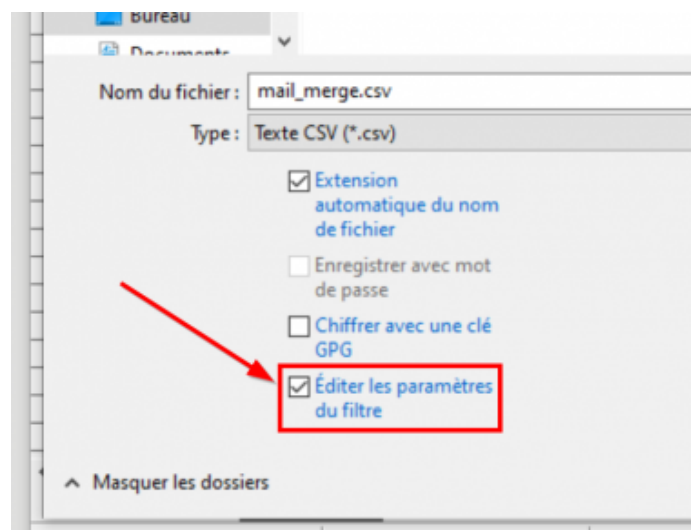 Bureau
Documents
Nom du fichier : mail_merge.csv
Type : Texte CSV (*.csv)
Extension
automatique du nom
de fichier
Enregistrer avec mot
de passe
Chiffrer avec une clé
GPG
Éditer les paramètres
du filtre
Masquer les dossiers